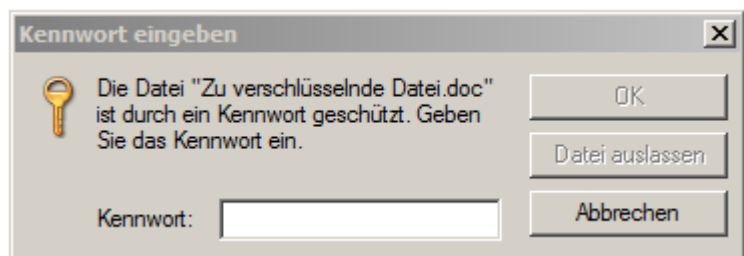 Kennwort eingeben
Die Datei "Zu verschlüsselnde Datei.doc"
ist durch ein Kennwort geschützt. Geben
Sie das Kennwort ein.
OK
Datei auslassen
Kennwort:
Abbrechen